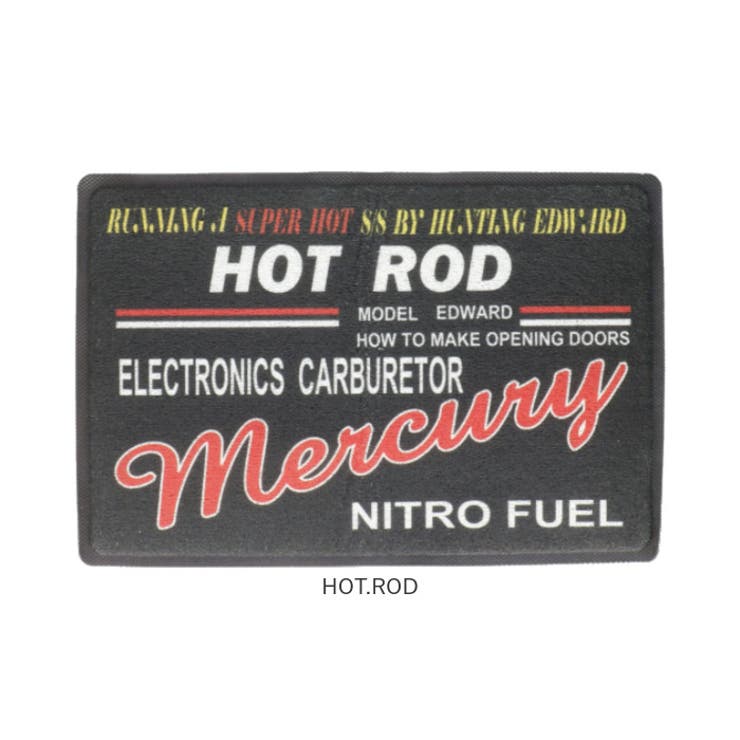 RUNNING A SUPER HOT S/S BY HUNTING EDWARD
HOT ROD
MODEL EDWARD
HOW TO MAKE OPENING DOORS
ELECTRONICS CARBURETOR
Mercury
NITRO FUEL
HOT.ROD